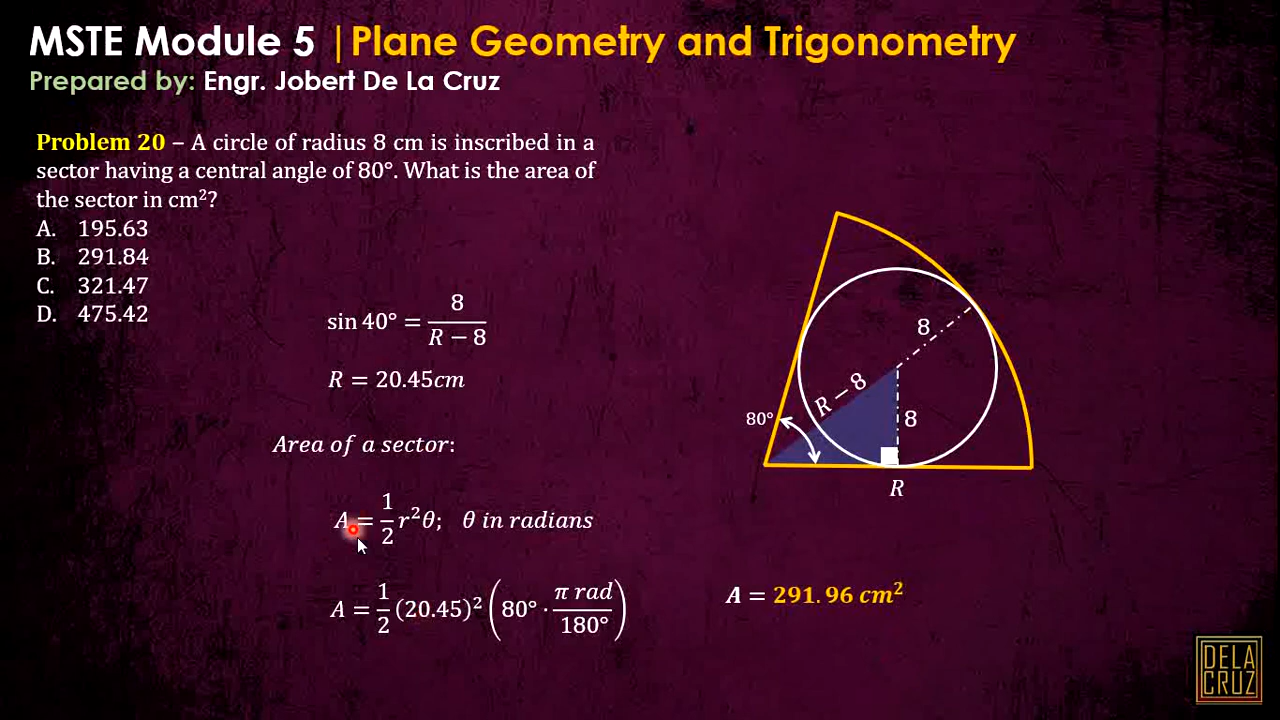 MSTE Module 5 |Plane Geometry and Trigonometry
Prepared by: Engr. Jobert De La Cruz
Problem 20 – A circle of radius 8 cm is inscribed in a
sector having a central angle of 80°. What is the area of
the sector in cm²?
A. 195.63
B. 291.84
C. 321.47
D. 475.42
sin 40° = 8 / (R − 8)
R = 20.45cm
Area of a sector:
A = 1/2 r²θ; θ in radians
A = 1/2 (20.45)² (80° · π rad / 180°)
A = 291.96 cm²
8
R − 8
8
80°
R
DELA
CRUZ